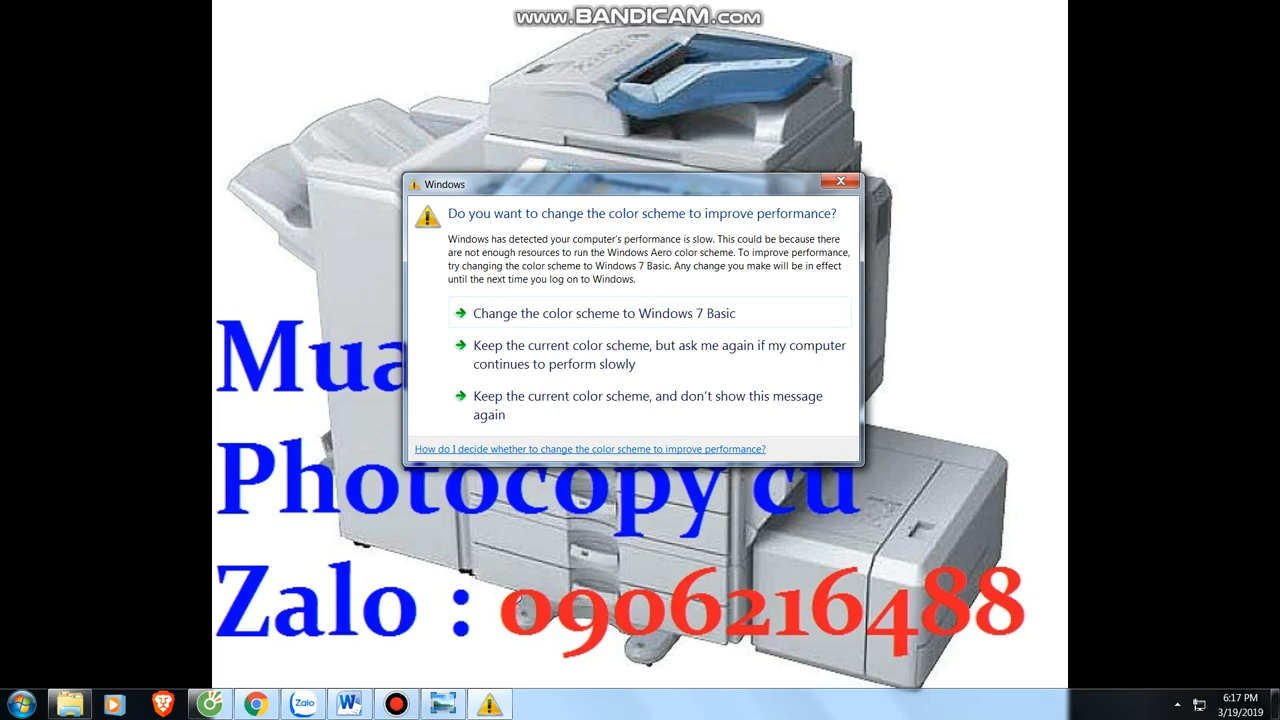 www.BANDICAM.com
Windows
Do you want to change the color scheme to improve performance?
Windows has detected your computer's performance is slow. This could be because there
are not enough resources to run the Windows Aero color scheme. To improve performance,
try changing the color scheme to Windows 7 Basic. Any change you make will be in effect
until the next time you log on to Windows.
Change the color scheme to Windows 7 Basic
Keep the current color scheme, but ask me again if my computer
continues to perform slowly
Keep the current color scheme, and don't show this message
again
How do I decide whether to change the color scheme to improve performance?
Mua
Photocopy cu
Zalo : 0906216488
Zalo
W
6:17 PM
3/19/2019